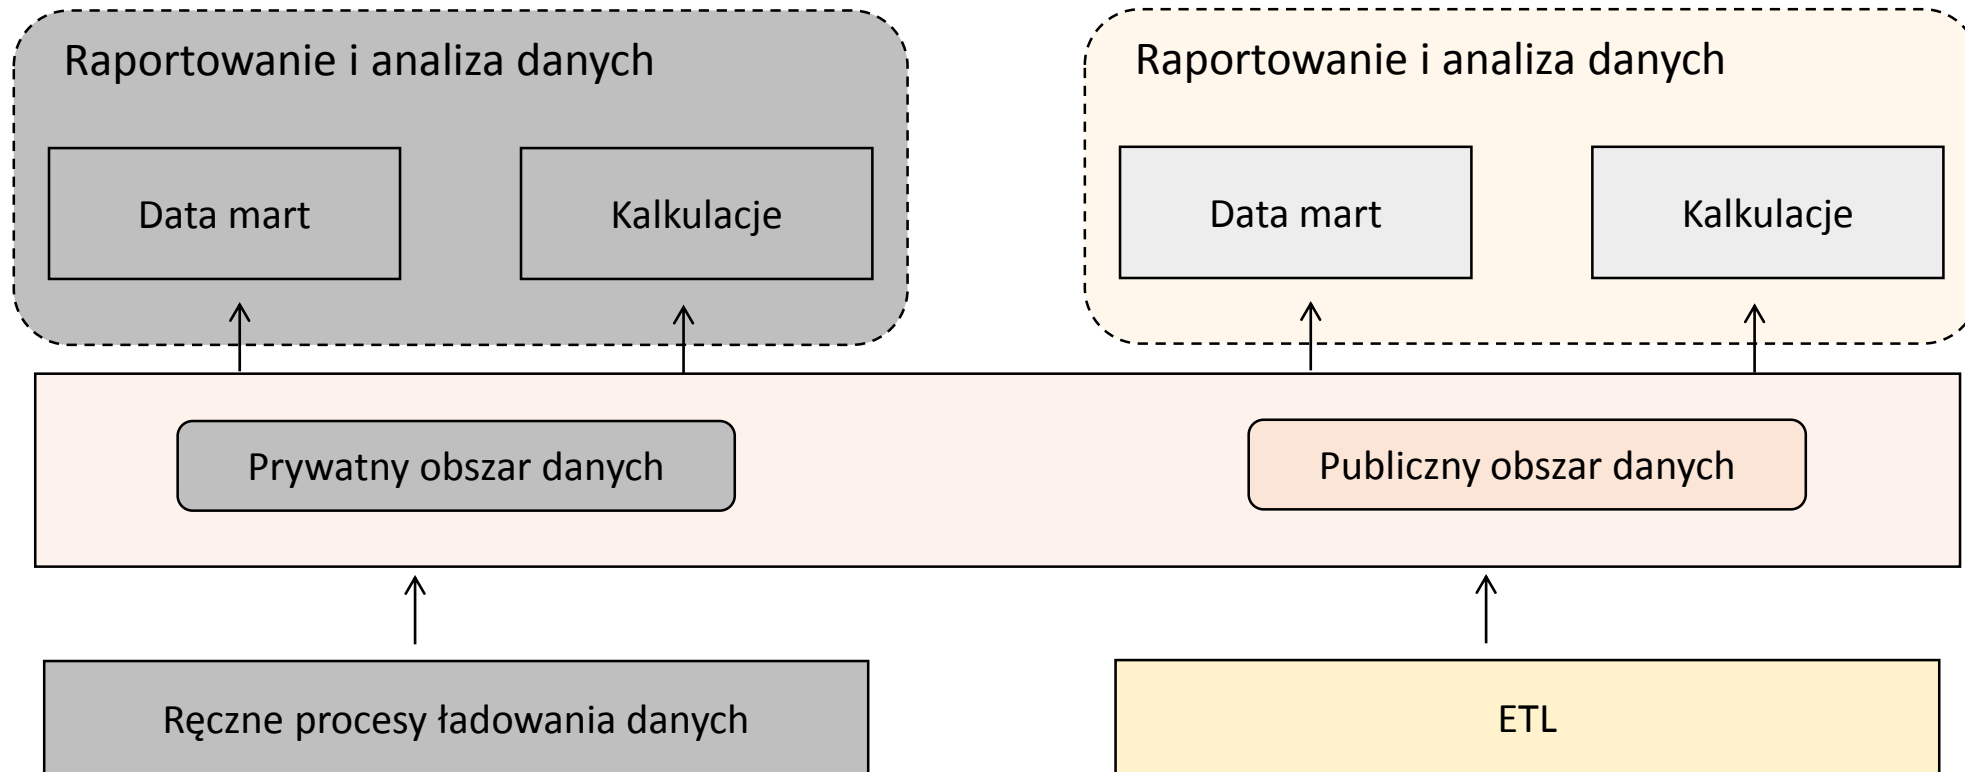 Raportowanie i analiza danych
Raportowanie i analiza danych
Data mart
Kalkulacje
Data mart
Kalkulacje
Prywatny obszar danych
Publiczny obszar danych
Ręczne procesy ładowania danych
ETL